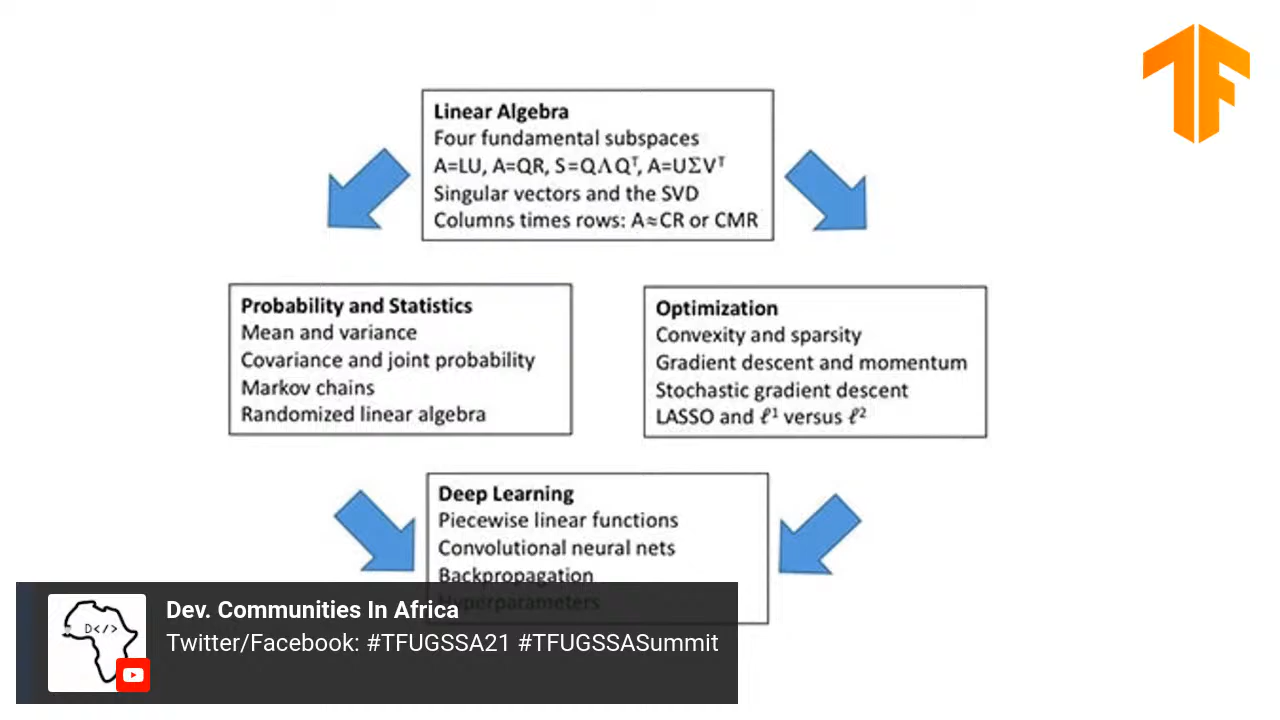 Linear Algebra
Four fundamental subspaces
A=LU, A=QR, S=QΛQᵀ, A=UΣVᵀ
Singular vectors and the SVD
Columns times rows: A≈CR or CMR
Probability and Statistics
Mean and variance
Covariance and joint probability
Markov chains
Randomized linear algebra
Optimization
Convexity and sparsity
Gradient descent and momentum
Stochastic gradient descent
LASSO and ℓ¹ versus ℓ²
Deep Learning
Piecewise linear functions
Convolutional neural nets
Backpropagation
Hyperparameters
D</>
Dev. Communities In Africa
Twitter/Facebook: #TFUGSSA21 #TFUGSSASummit